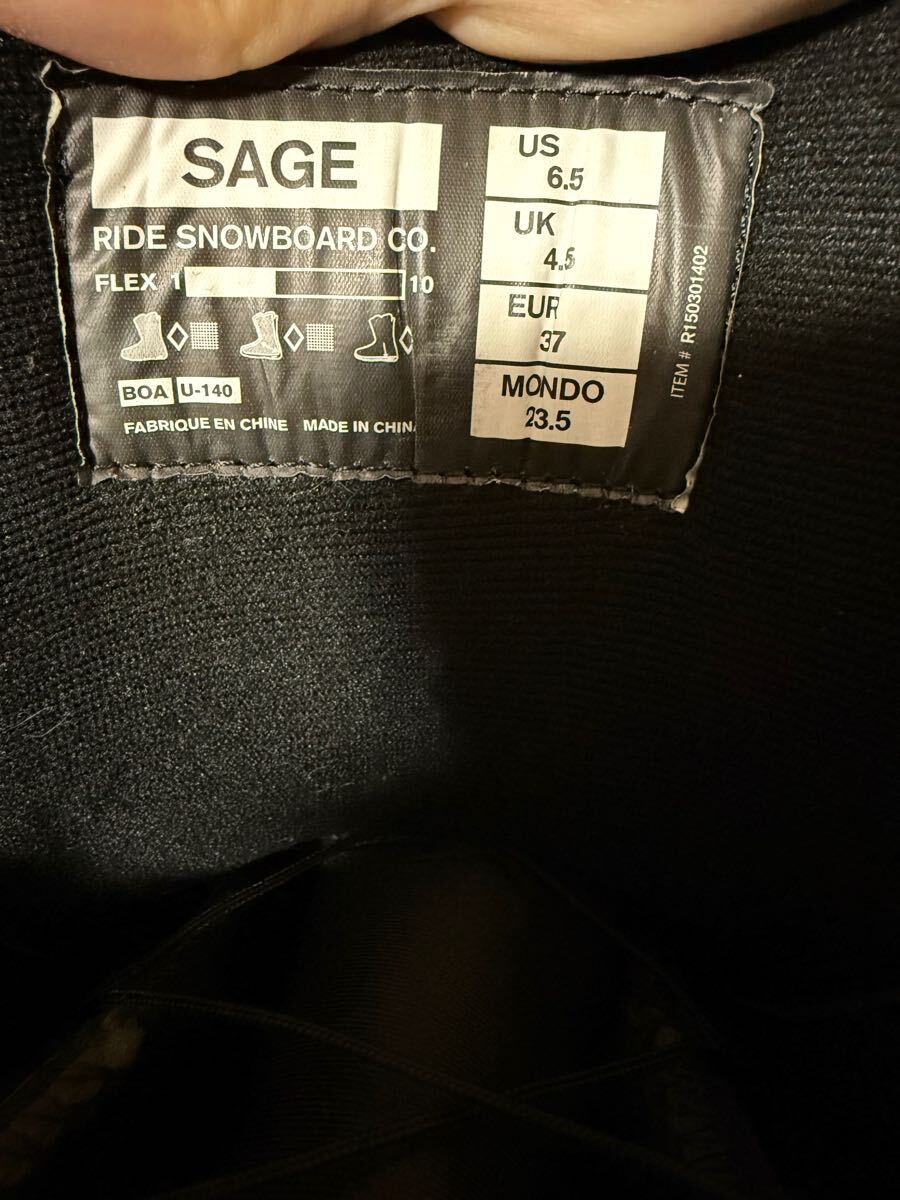 SAGE
RIDE SNOWBOARD CO.
FLEX 1 10
BOA U-140
FABRIQUE EN CHINE MADE IN CHINA
US
6.5
UK
4.5
EUR
37
MONDO
23.5
ITEM # R150301402